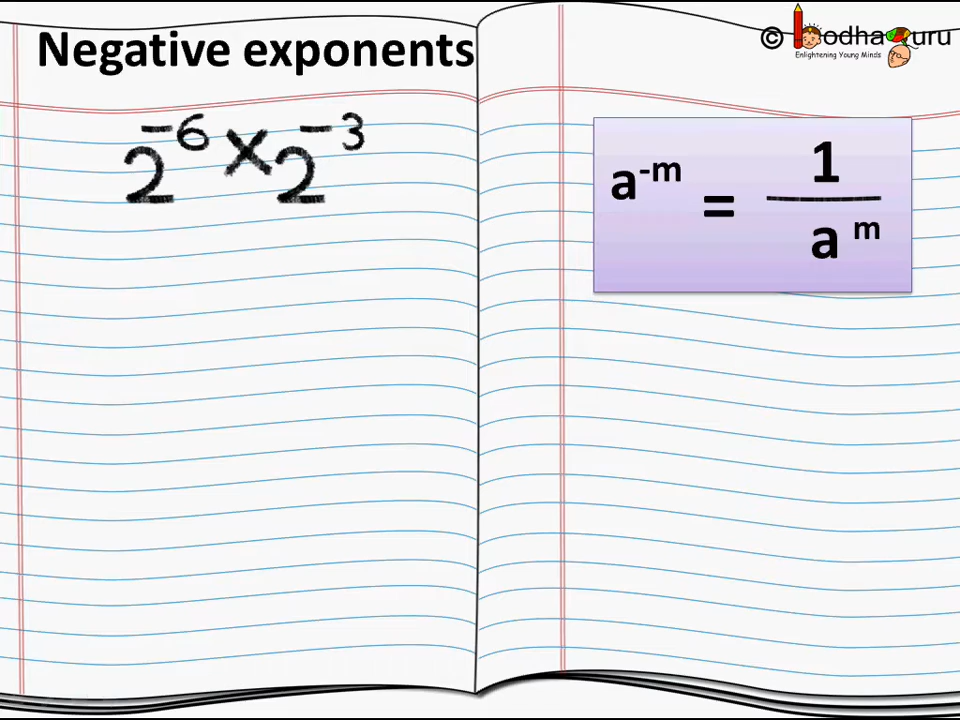 Negative exponents
© BodhaGuru
Enlightening Young Minds
2⁻⁶ × 2⁻³
a⁻ᵐ = 1 / aᵐ